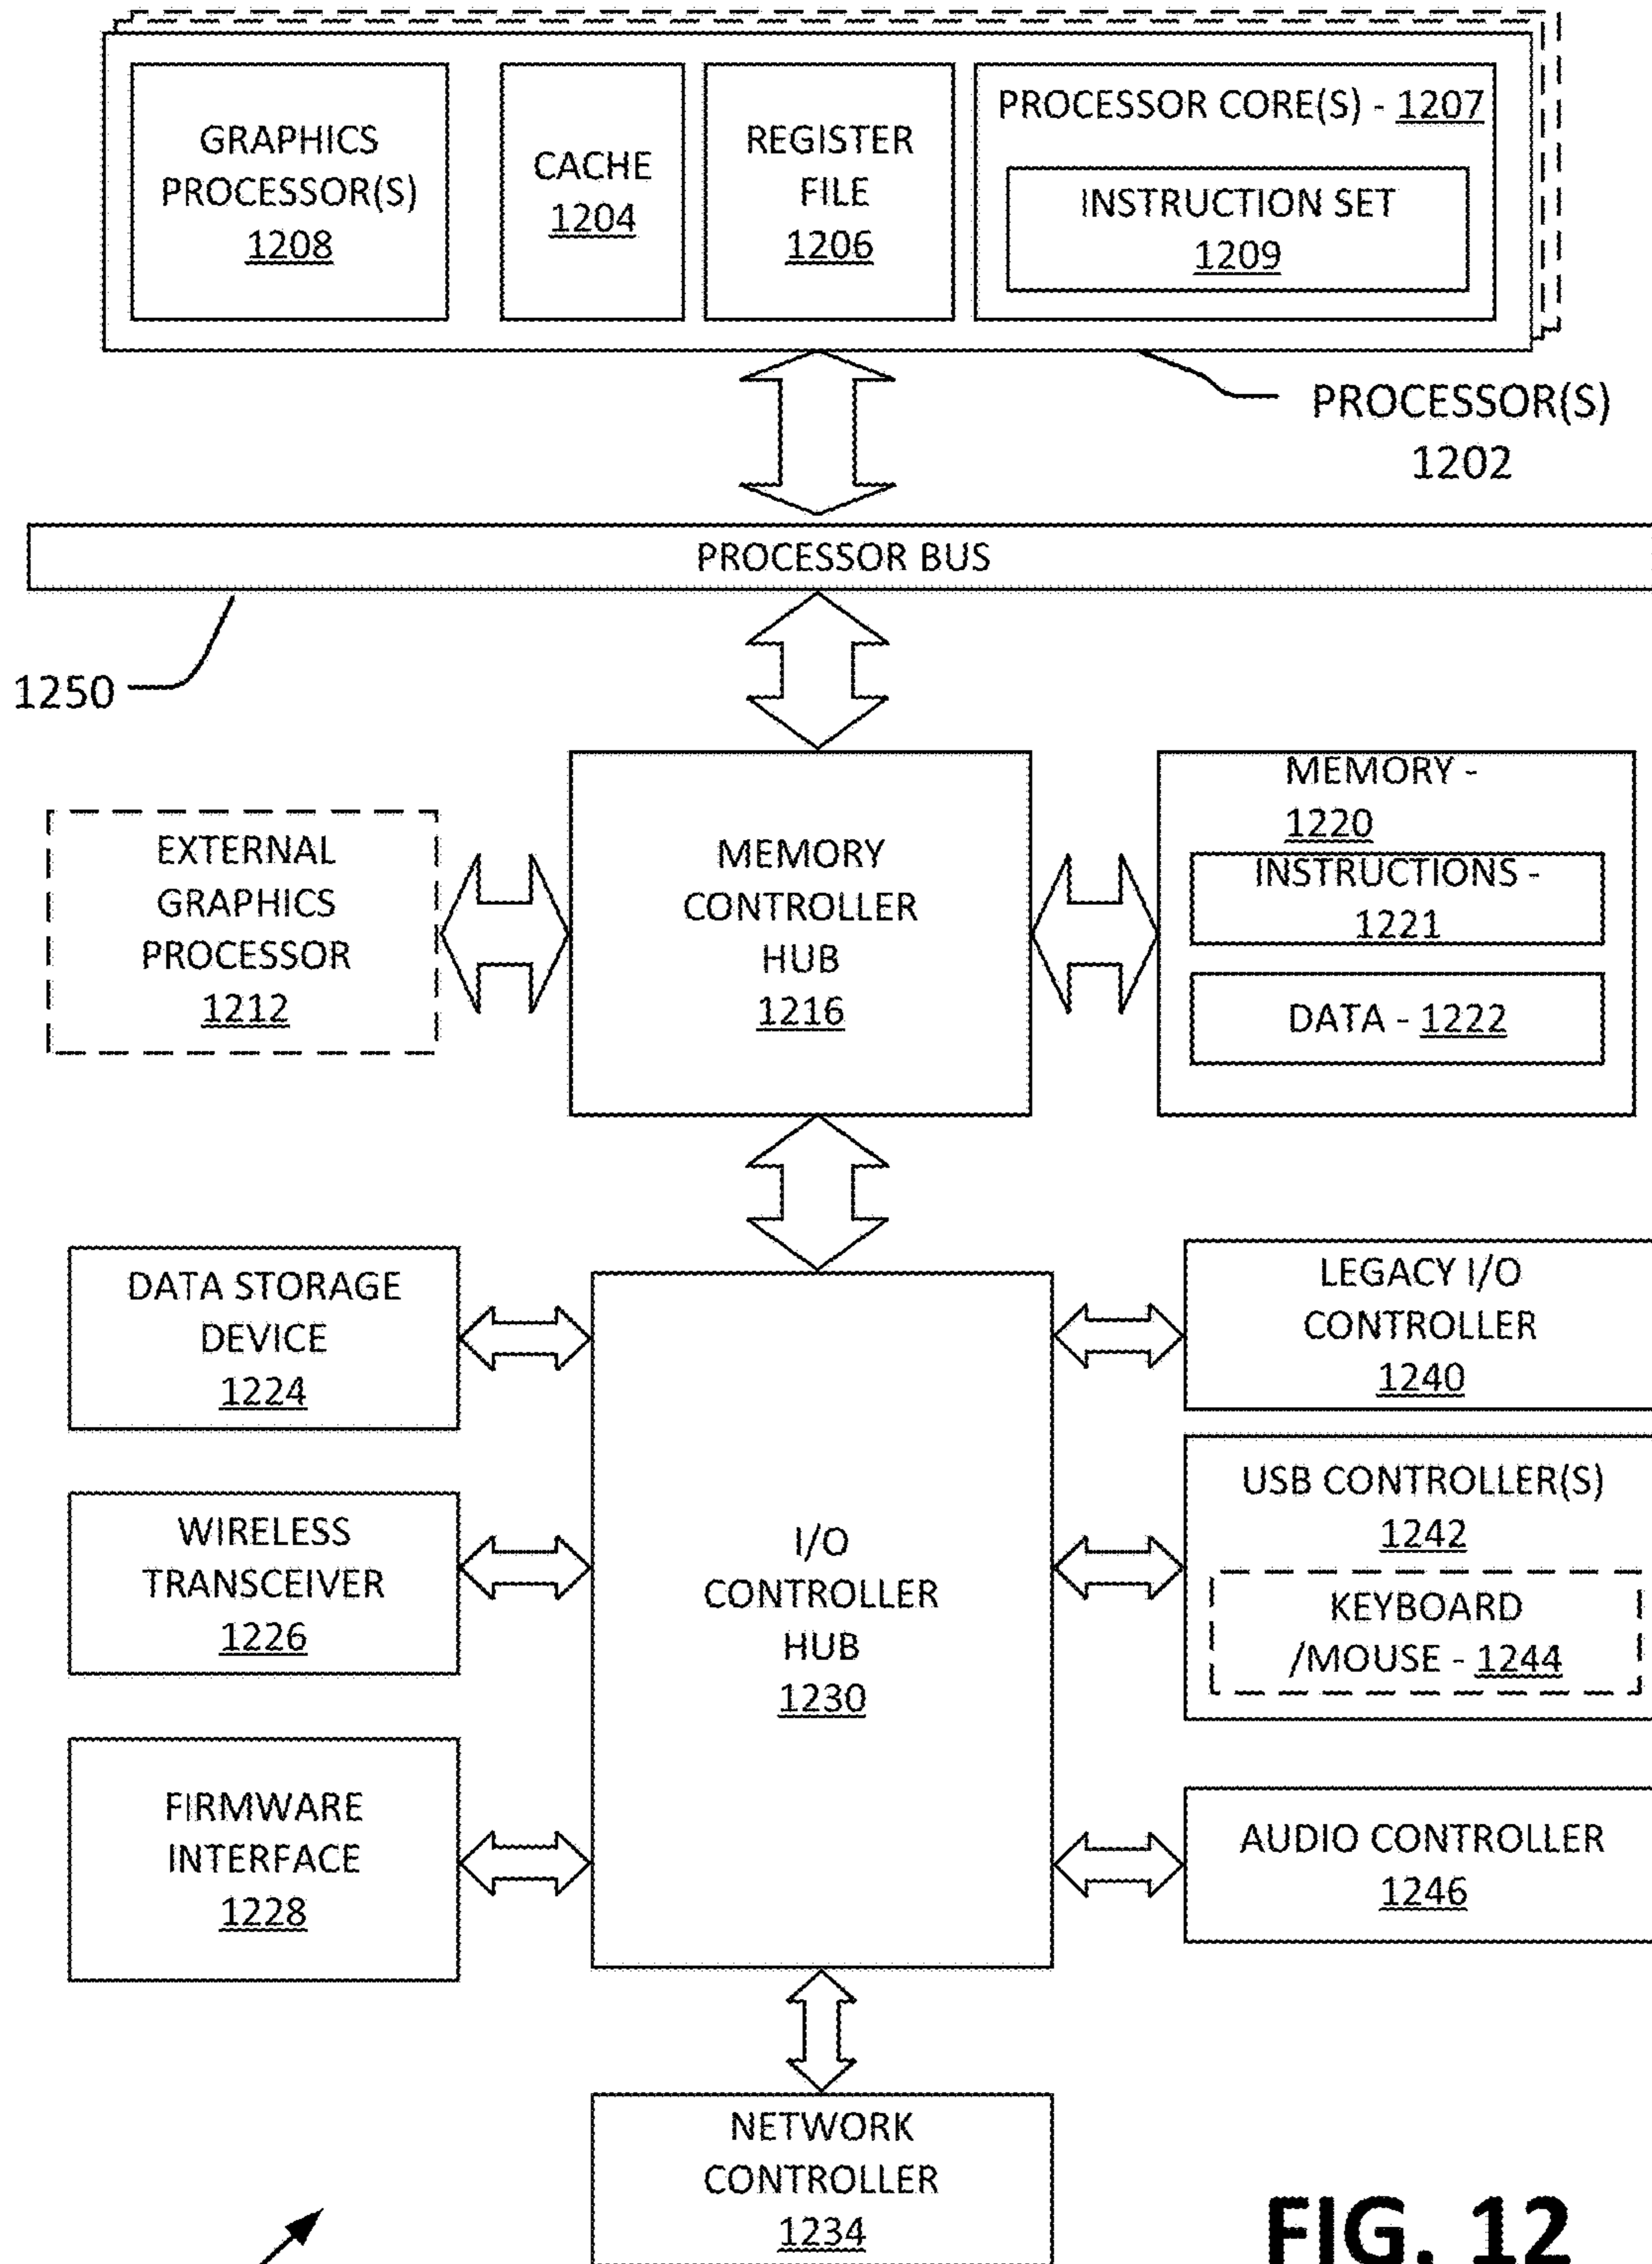 GRAPHICS
PROCESSOR(S)
1208
CACHE
1204
REGISTER
FILE
1206
PROCESSOR CORE(S) - 1207
INSTRUCTION SET
1209
PROCESSOR(S)
1202
PROCESSOR BUS
1250
EXTERNAL
GRAPHICS
PROCESSOR
1212
MEMORY
CONTROLLER
HUB
1216
MEMORY -
1220
INSTRUCTIONS -
1221
DATA - 1222
DATA STORAGE
DEVICE
1224
WIRELESS
TRANSCEIVER
1226
FIRMWARE
INTERFACE
1228
I/O
CONTROLLER
HUB
1230
LEGACY I/O
CONTROLLER
1240
USB CONTROLLER(S)
1242
KEYBOARD
/MOUSE - 1244
AUDIO CONTROLLER
1246
NETWORK
CONTROLLER
1234
FIG. 12